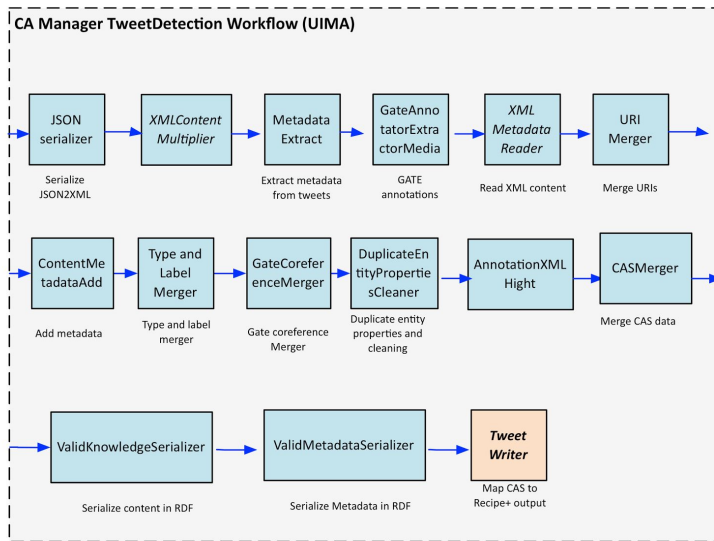 CA Manager TweetDetection Workflow (UIMA)
JSON
serializer
XMLContent
Multiplier
Metadata
Extract
GateAnno
tatorExtra
ctorMedia
XML
Metadata
Reader
URI
Merger
Serialize
JSON2XML
Extract metadata
from tweets
GATE
annotations
Read XML content
Merge URIs
ContentMe
tadataAdd
Type and
Label
Merger
GateCorefer
enceMerger
DuplicateEn
tityPropertie
sCleaner
AnnotationXML
Hight
CASMerger
Add metadata
Type and label
merger
Gate coreference
Merger
Duplicate entity
properties and
cleaning
Merge CAS data
ValidKnowledgeSerializer
ValidMetadataSerializer
Tweet
Writer
Serialize content in RDF
Serialize Metadata in RDF
Map CAS to
Recipe+ output